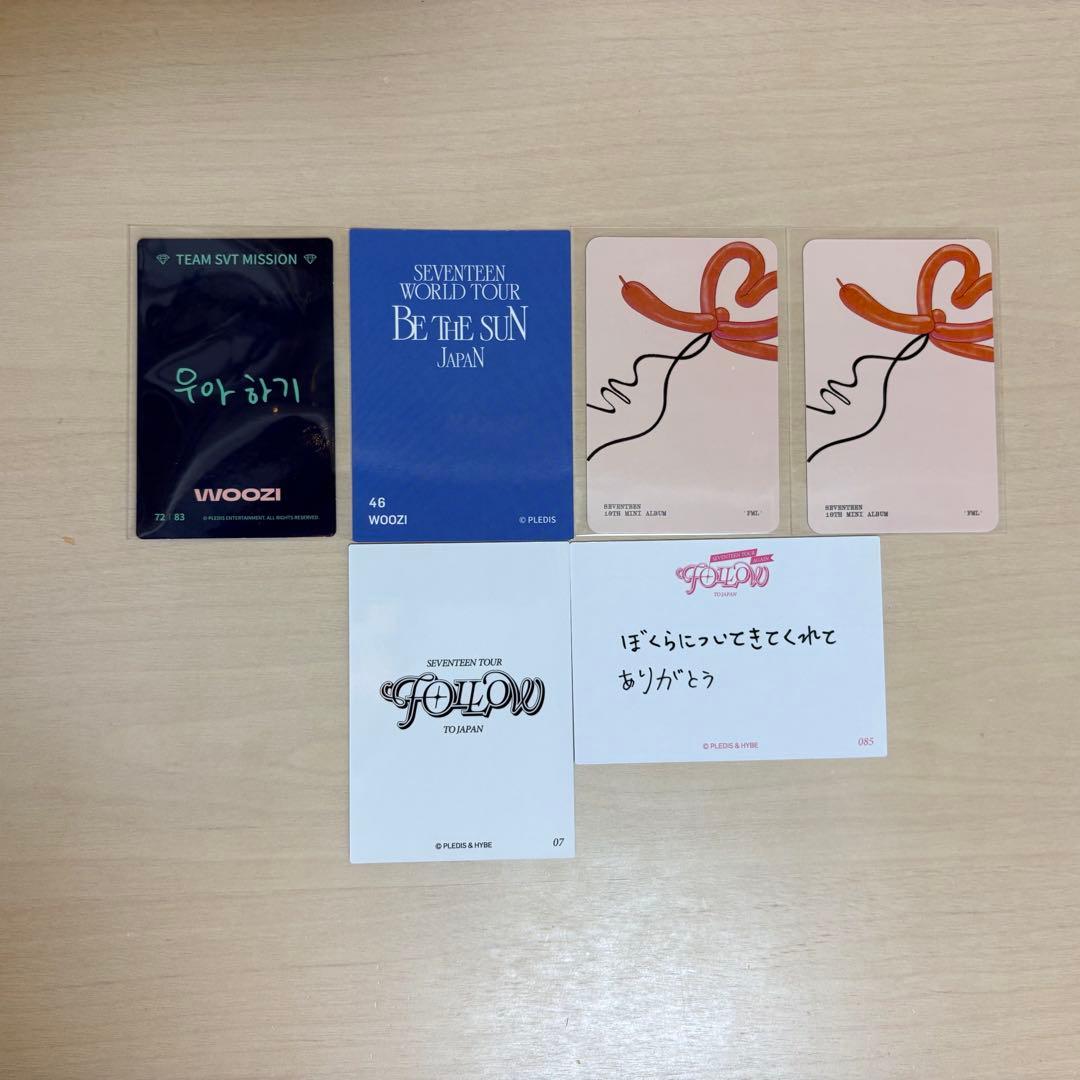 TEAM SVT MISSION
우아하기
WOOZI
72 | 83
© PLEDIS ENTERTAINMENT. ALL RIGHTS RESERVED.
SEVENTEEN
WORLD TOUR
BE THE SUN
JAPAN
46
WOOZI
© PLEDIS
SEVENTEEN
10TH MINI ALBUM
'FML'
SEVENTEEN
10TH MINI ALBUM
'FML'
SEVENTEEN TOUR
FOLLOW
TO JAPAN
© PLEDIS & HYBE
07
SEVENTEEN TOUR
AGAIN
FOLLOW
TO JAPAN
ぼくらについてきてくれて
ありがとう
© PLEDIS & HYBE
085